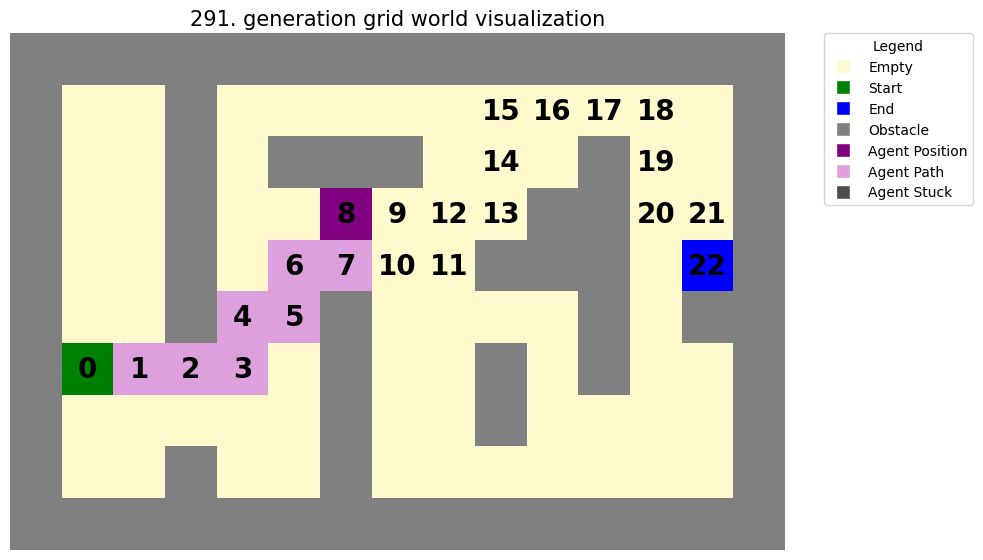 291. generation grid world visualization
Legend
Empty
Start
End
Obstacle
Agent Position
Agent Path
Agent Stuck
15 16 17 18
14 19
8 9 12 13 20 21
6 7 10 11 22
4 5
0 1 2 3